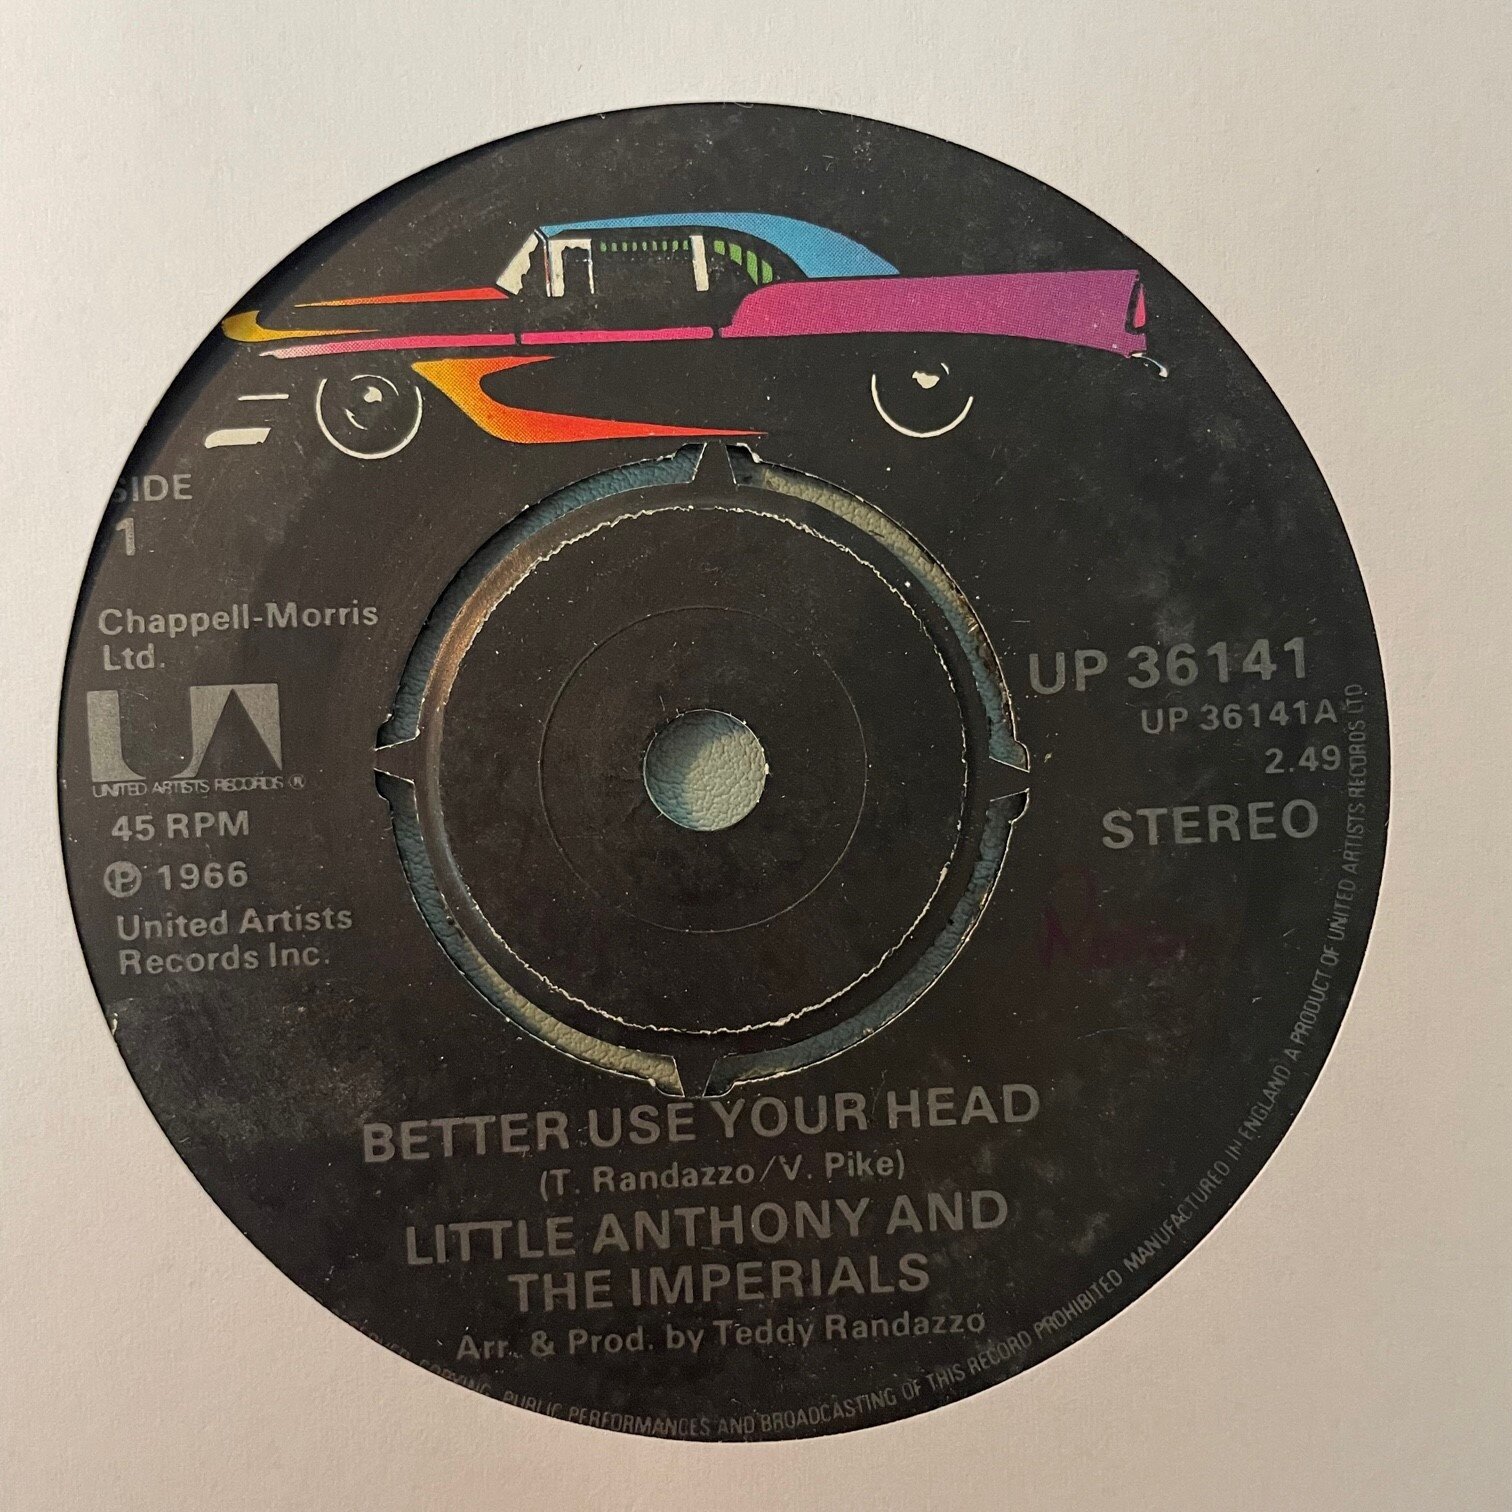 SIDE
1
Chappell-Morris
Ltd.
UA
UNITED ARTISTS RECORDS ®
45 RPM
℗ 1966
United Artists
Records Inc.
UP 36141
UP 36141A
2.49
STEREO
BETTER USE YOUR HEAD
(T. Randazzo/V. Pike)
LITTLE ANTHONY AND
THE IMPERIALS
Arr. & Prod. by Teddy Randazzo
COPYING, PUBLIC PERFORMANCES AND BROADCASTING OF THIS RECORD PROHIBITED MANUFACTURED IN ENGLAND A PRODUCT OF UNITED ARTISTS RECORDS LTD